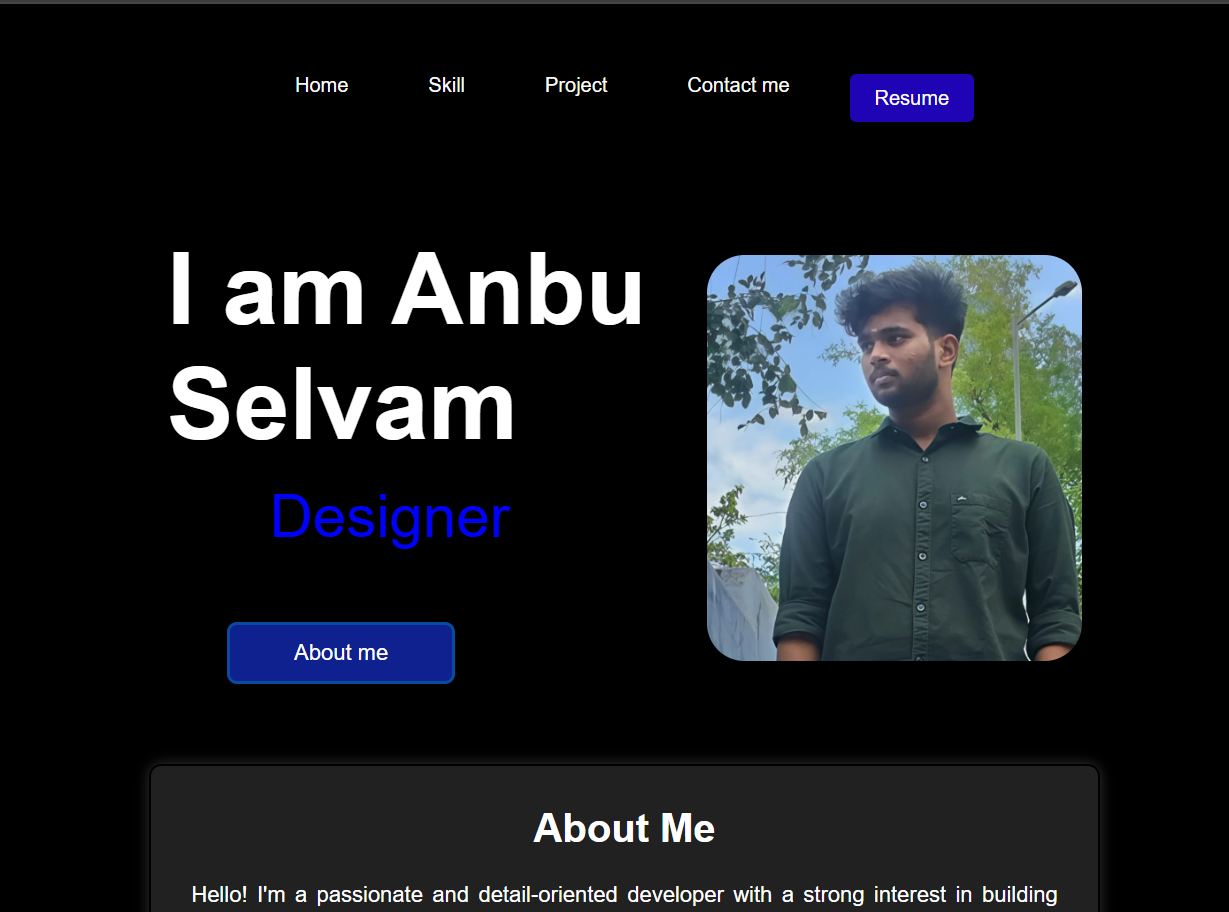 Home Skill Project Contact me Resume
I am Anbu
Selvam
Designer
About me
About Me
Hello! I'm a passionate and detail-oriented developer with a strong interest in building